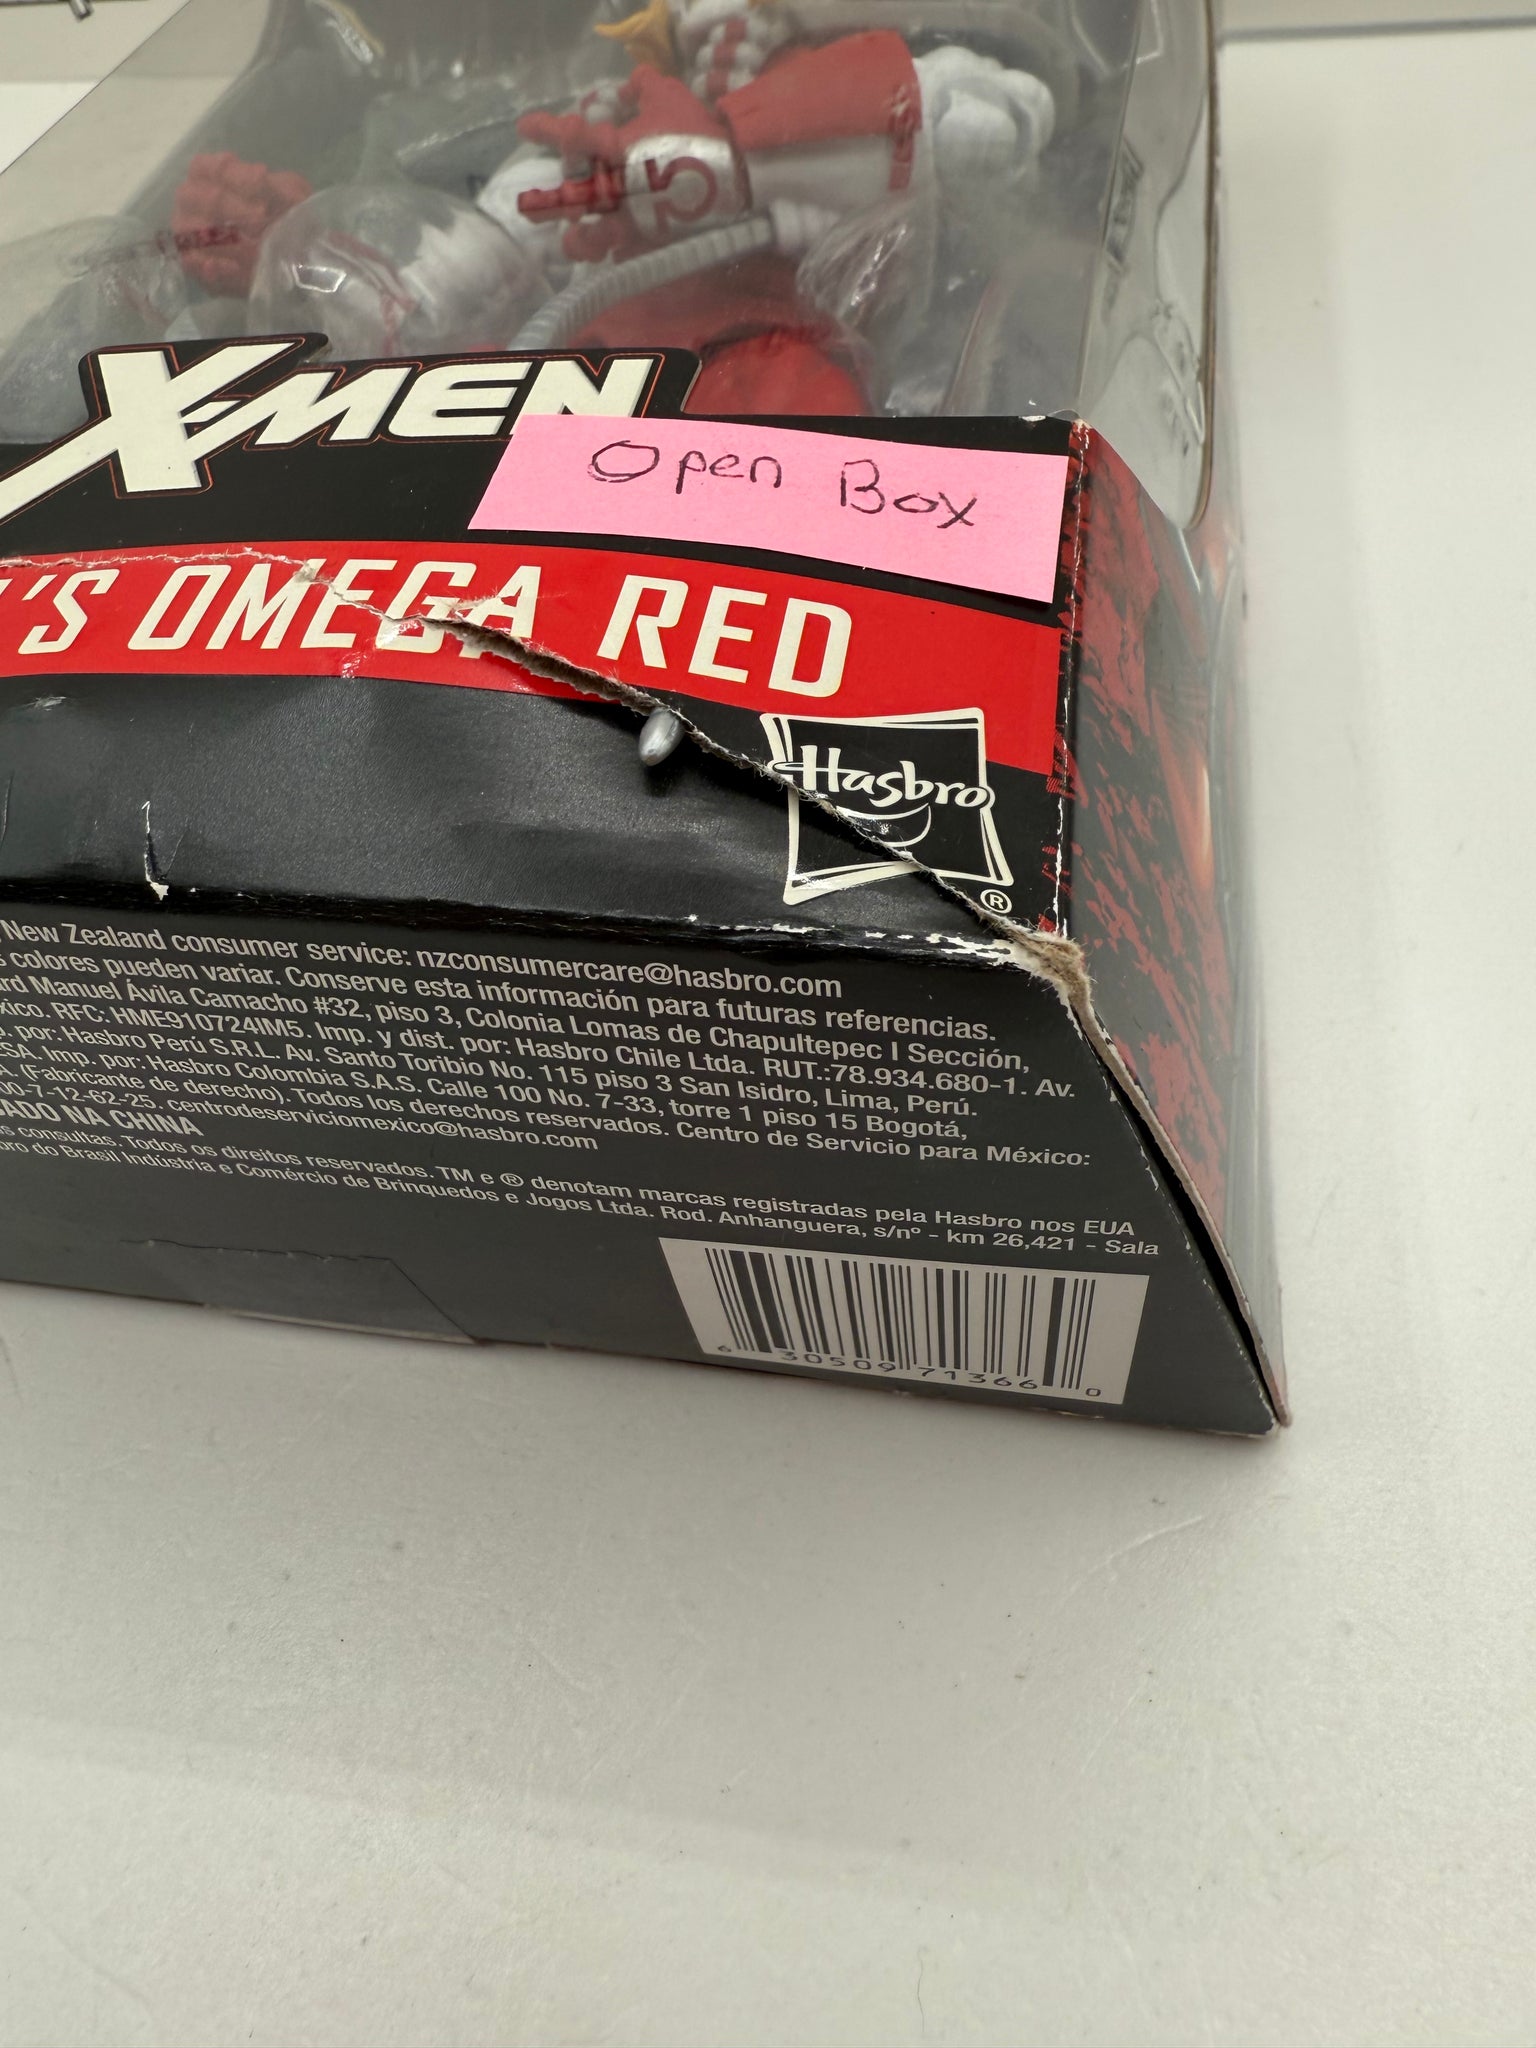 X-MEN
Open Box
'S OMEGA RED
Hasbro
®
New Zealand consumer service: nzconsumercare@hasbro.com
colores pueden variar. Conserve esta información para futuras referencias.
Manuel Ávila Camacho #32, piso 3, Colonia Lomas de Chapultepec I Sección,
RFC: HME910724IM5. Imp. y dist. por: Hasbro Chile Ltda. RUT.:78.934.680-1. Av.
por: Hasbro Perú S.R.L. Av. Santo Toribio No. 115 piso 3 San Isidro, Lima, Perú.
Imp. por: Hasbro Colombia S.A.S. Calle 100 No. 7-33, torre 1 piso 15 Bogotá,
(Fabricante de derecho). Todos los derechos reservados. Centro de Servicio para México:
00-7-12-62-25. centrodeserviciomexico@hasbro.com
NA CHINA
consultas. Todos os direitos reservados. TM e ® denotam marcas registradas pela Hasbro nos EUA
do Brasil Indústria e Comércio de Brinquedos e Jogos Ltda. Rod. Anhanguera, s/nº - km 26,421 - Sala
6 30509 71366 0